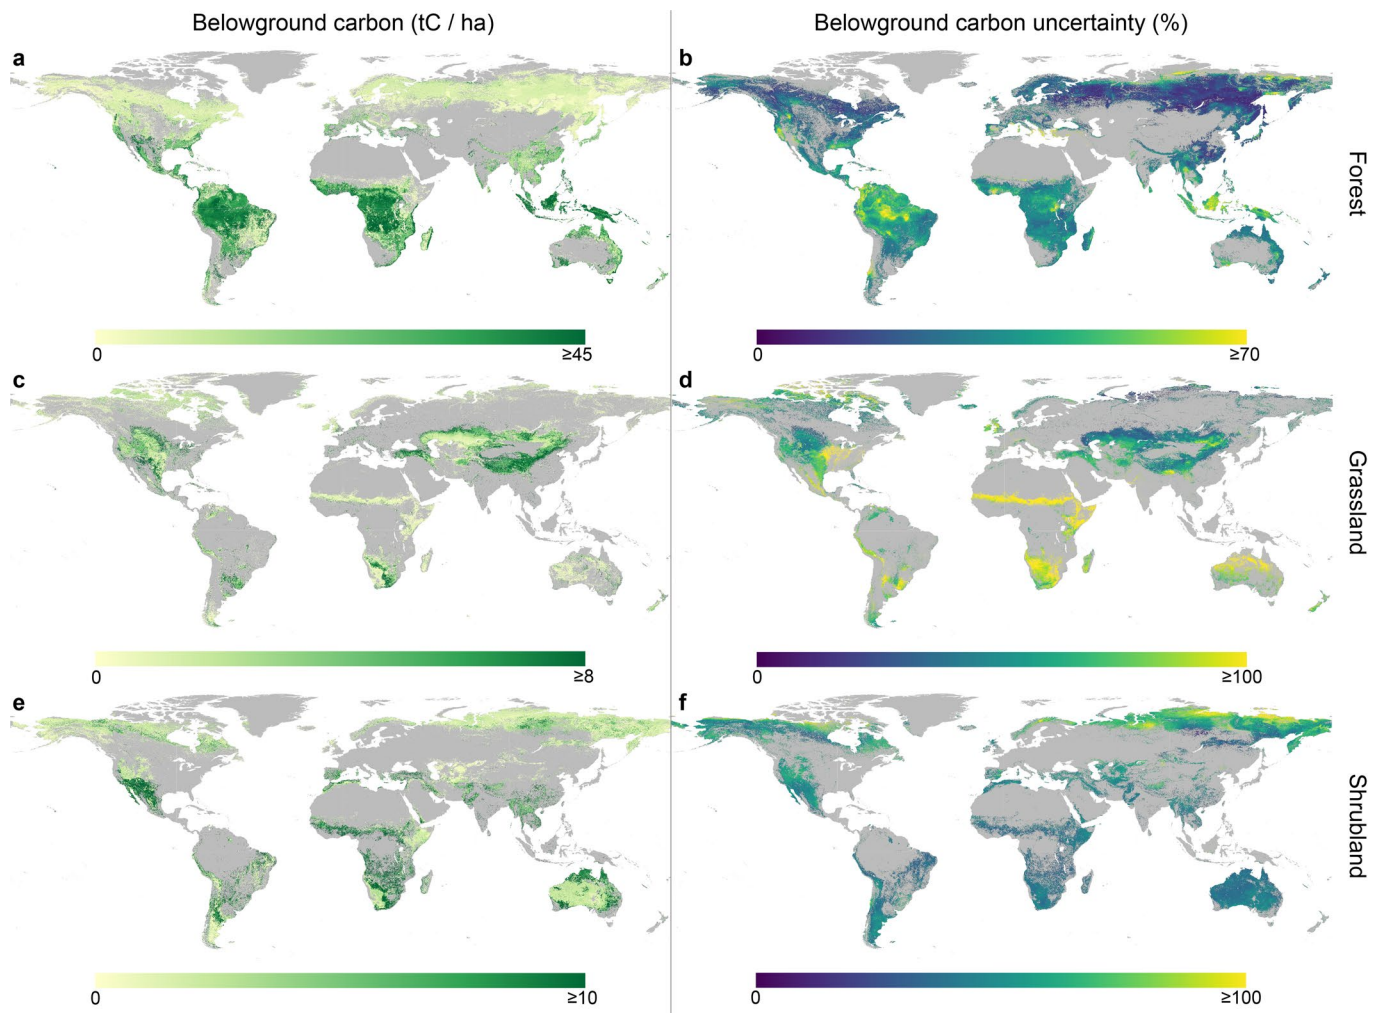 Belowground carbon (tC / ha)
Belowground carbon uncertainty (%)
a
b
Forest
0
≥45
0
≥70
c
d
Grassland
0
≥8
0
≥100
e
f
Shrubland
0
≥10
0
≥100